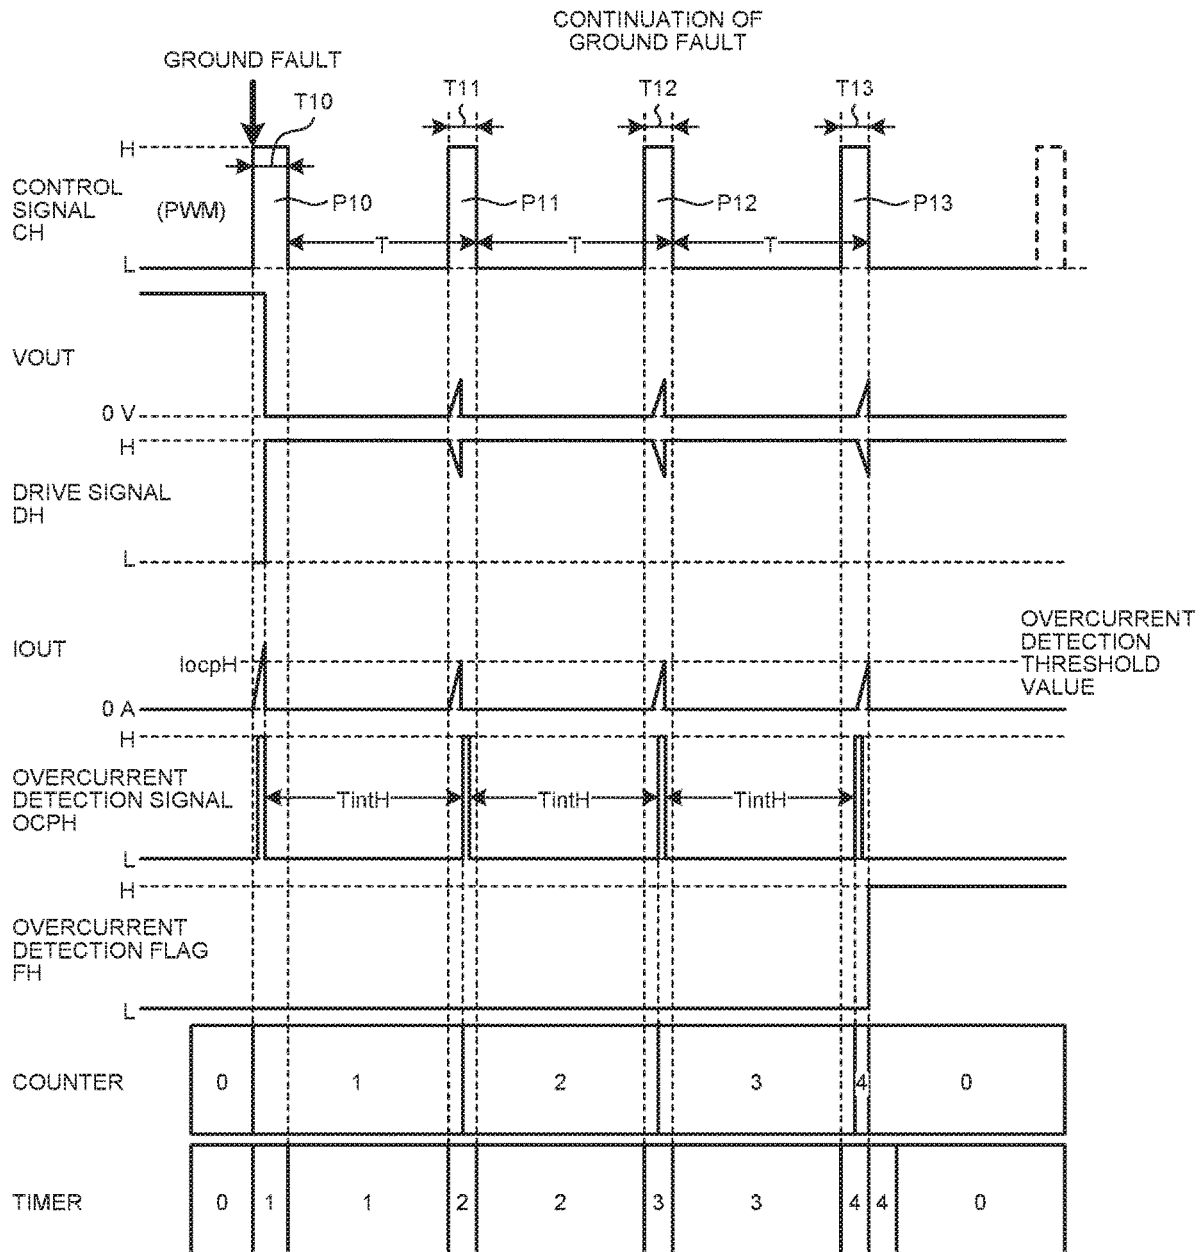 CONTINUATION OF
GROUND FAULT
GROUND FAULT
T10
T11
T12
T13
H
CONTROL
SIGNAL
CH
(PWM)
P10
P11
P12
P13
T
T
T
L
VOUT
0 V
H
DRIVE SIGNAL
DH
L
IOUT
IocpH
OVERCURRENT
DETECTION
THRESHOLD
VALUE
0 A
H
OVERCURRENT
DETECTION SIGNAL
OCPH
TintH
TintH
TintH
L
H
OVERCURRENT
DETECTION FLAG
FH
L
COUNTER
0
1
2
3
4
0
TIMER
0
1
1
2
2
3
3
4
4
0